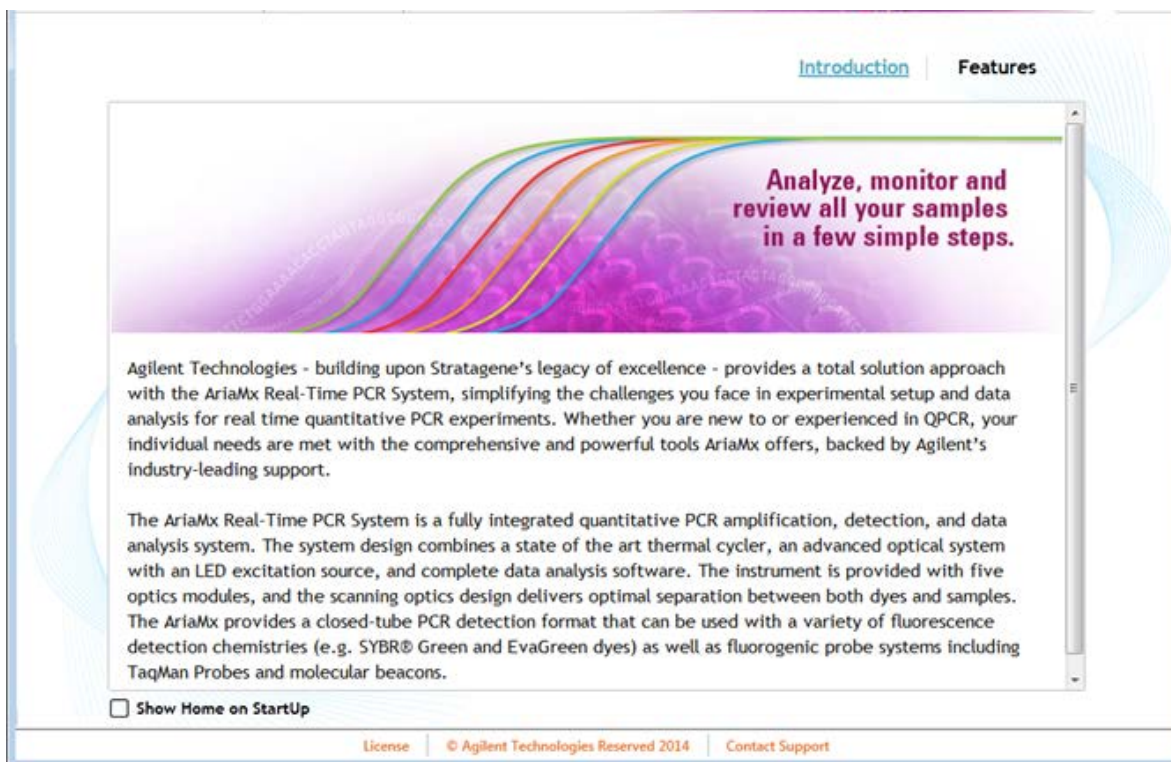 Introduction
Features
Analyze, monitor and
review all your samples
in a few simple steps.
Agilent Technologies - building upon Stratagene's legacy of excellence - provides a total solution approach
with the AriaMx Real-Time PCR System, simplifying the challenges you face in experimental setup and data
analysis for real time quantitative PCR experiments. Whether you are new to or experienced in QPCR, your
individual needs are met with the comprehensive and powerful tools AriaMx offers, backed by Agilent's
industry-leading support.
The AriaMx Real-Time PCR System is a fully integrated quantitative PCR amplification, detection, and data
analysis system. The system design combines a state of the art thermal cycler, an advanced optical system
with an LED excitation source, and complete data analysis software. The instrument is provided with five
optics modules, and the scanning optics design delivers optimal separation between both dyes and samples.
The AriaMx provides a closed-tube PCR detection format that can be used with a variety of fluorescence
detection chemistries (e.g. SYBR® Green and EvaGreen dyes) as well as fluorogenic probe systems including
TaqMan Probes and molecular beacons.
Show Home on StartUp
License
© Agilent Technologies Reserved 2014
Contact Support